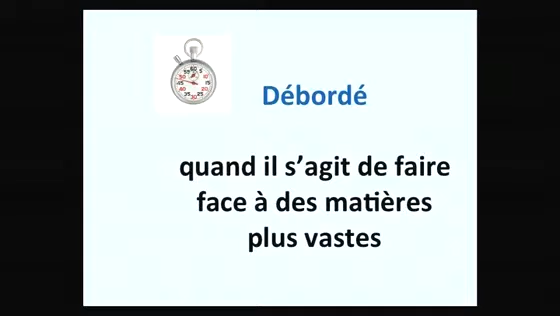 Débordé
quand il s’agit de faire
face à des matières
plus vastes